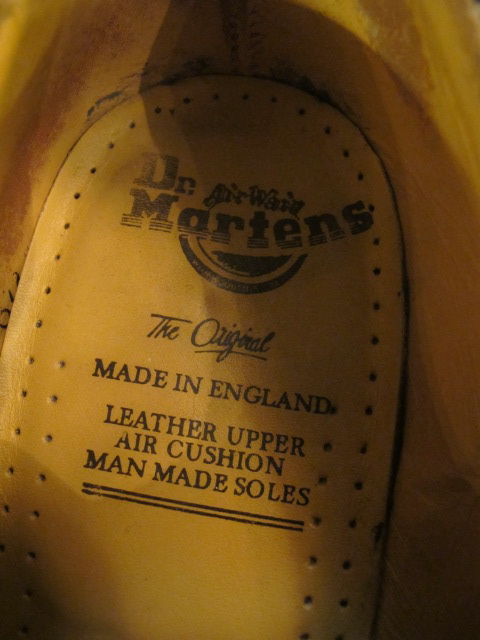 Dr.
Air Wair
Martens
The Original
MADE IN ENGLAND.
LEATHER UPPER
AIR CUSHION
MAN MADE SOLES